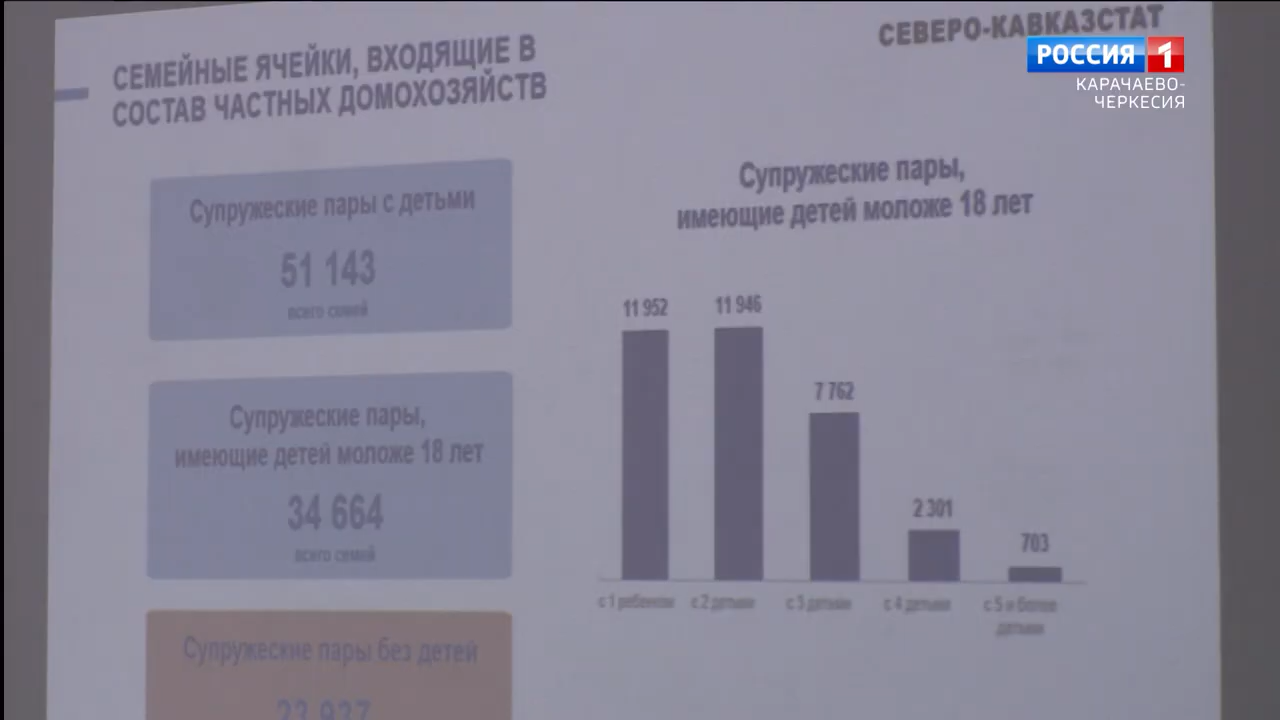 СЕВЕРО-КАВКАЗСТАТ
РОССИЯ 1
КАРАЧАЕВО-
ЧЕРКЕСИЯ
СЕМЕЙНЫЕ ЯЧЕЙКИ, ВХОДЯЩИЕ В
СОСТАВ ЧАСТНЫХ ДОМОХОЗЯЙСТВ
Супружеские пары с детьми
51 143
всего семей
Супружеские пары,
имеющие детей моложе 18 лет
34 664
всего семей
Супружеские пары без детей
23 937
Супружеские пары,
имеющие детей моложе 18 лет
11 952
11 946
7 762
2 301
703
с 1 ребенком
с 2 детьми
с 3 детьми
с 4 детьми
с 5 и более
детьми